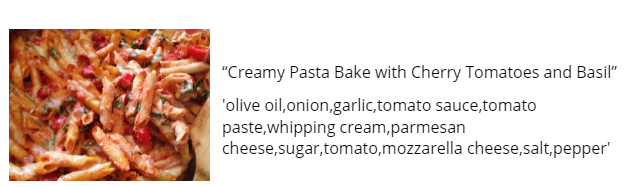 “Creamy Pasta Bake with Cherry Tomatoes and Basil”
'olive oil,onion,garlic,tomato sauce,tomato
paste,whipping cream,parmesan
cheese,sugar,tomato,mozzarella cheese,salt,pepper'